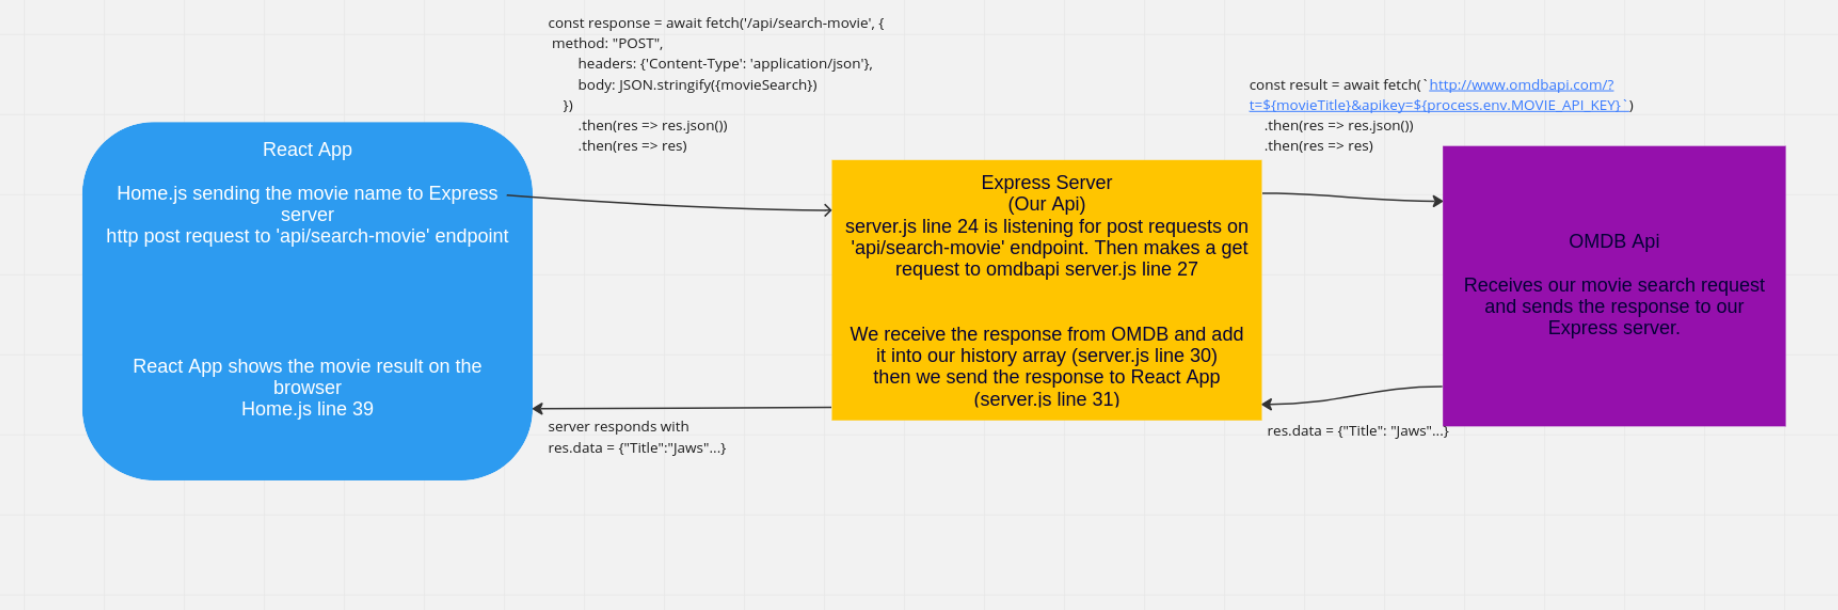 const response = await fetch('/api/search-movie', {
method: "POST",
headers: {'Content-Type': 'application/json'},
body: JSON.stringify({movieSearch})
})
.then(res => res.json())
.then(res => res)
const result = await fetch(`http://www.omdbapi.com/?
t=${movieTitle}&apikey=${process.env.MOVIE_API_KEY}`)
.then(res => res.json())
.then(res => res)
React App
Home.js sending the movie name to Express
server
http post request to 'api/search-movie' endpoint
React App shows the movie result on the
browser
Home.js line 39
Express Server
(Our Api)
server.js line 24 is listening for post requests on
'api/search-movie' endpoint. Then makes a get
request to omdbapi server.js line 27
We receive the response from OMDB and add
it into our history array (server.js line 30)
then we send the response to React App
(server.js line 31)
OMDB Api
Receives our movie search request
and sends the response to our
Express server.
server responds with
res.data = {"Title":"Jaws"...}
res.data = {"Title": "Jaws"...}